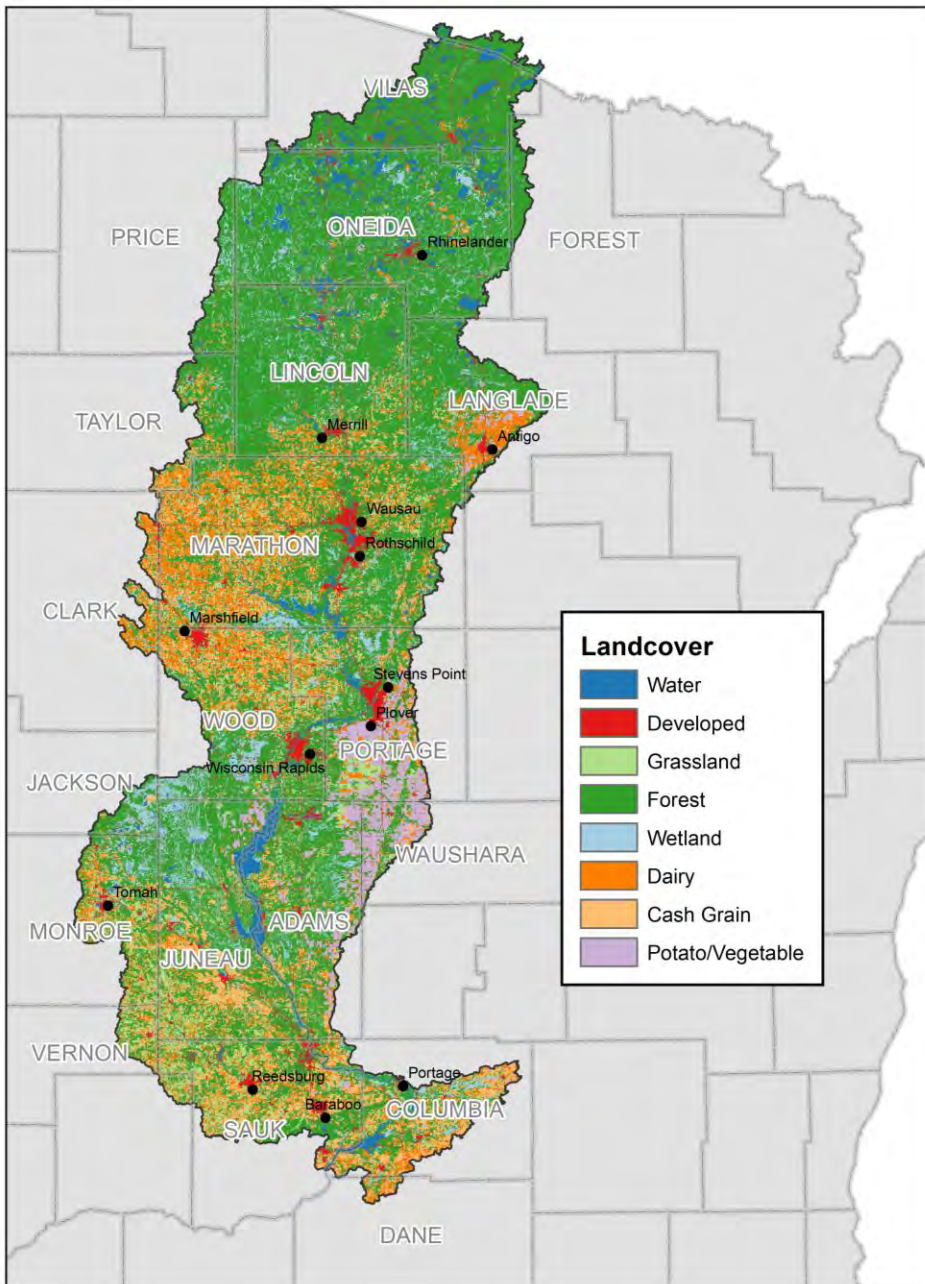 VILAS
ONEIDA
PRICE
Rhinelander
FOREST
LINCOLN
LANGLADE
TAYLOR
Merrill
Antigo
Wausau
MARATHON
Rothschild
CLARK
Marshfield
Stevens Point
WOOD
Plover
PORTAGE
Wisconsin Rapids
JACKSON
WAUSHARA
Tomah
ADAMS
MONROE
JUNEAU
VERNON
Reedsburg
Portage
Baraboo
COLUMBIA
SAUK
DANE
Landcover
Water
Developed
Grassland
Forest
Wetland
Dairy
Cash Grain
Potato/Vegetable